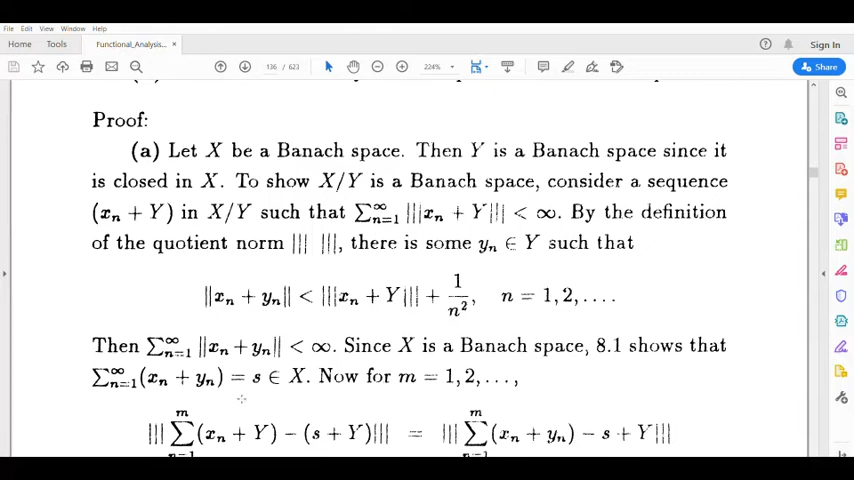 File Edit View Window Help
Home Tools Functional_Analysis ... × Sign In
136 / 623 224% Share
Proof:
(a) Let X be a Banach space. Then Y is a Banach space since it
is closed in X. To show X/Y is a Banach space, consider a sequence
(xₙ + Y) in X/Y such that ∑ₙ₌₁^∞ |||xₙ + Y||| < ∞. By the definition
of the quotient norm ||| |||, there is some yₙ ∈ Y such that
||xₙ + yₙ|| < |||xₙ + Y||| + 1/n², n = 1, 2, ....
Then ∑ₙ₌₁^∞ ||xₙ + yₙ|| < ∞. Since X is a Banach space, 8.1 shows that
∑ₙ₌₁^∞ (xₙ + yₙ) = s ∈ X. Now for m = 1, 2, ...,
|||∑ₙ₌₁^m (xₙ + Y) − (s + Y)||| = |||∑ₙ₌₁^m (xₙ + yₙ) − s + Y|||